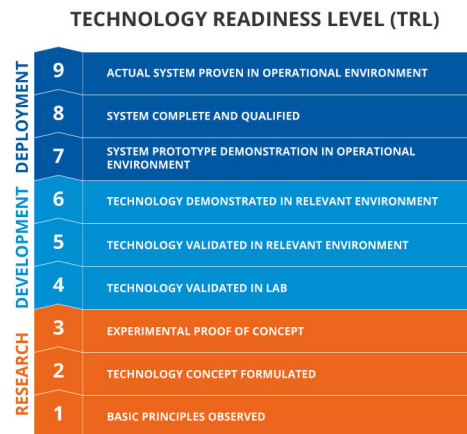 TECHNOLOGY READINESS LEVEL (TRL)
DEPLOYMENT
9 ACTUAL SYSTEM PROVEN IN OPERATIONAL ENVIRONMENT
8 SYSTEM COMPLETE AND QUALIFIED
7 SYSTEM PROTOTYPE DEMONSTRATION IN OPERATIONAL
ENVIRONMENT
DEVELOPMENT
6 TECHNOLOGY DEMONSTRATED IN RELEVANT ENVIRONMENT
5 TECHNOLOGY VALIDATED IN RELEVANT ENVIRONMENT
4 TECHNOLOGY VALIDATED IN LAB
RESEARCH
3 EXPERIMENTAL PROOF OF CONCEPT
2 TECHNOLOGY CONCEPT FORMULATED
1 BASIC PRINCIPLES OBSERVED